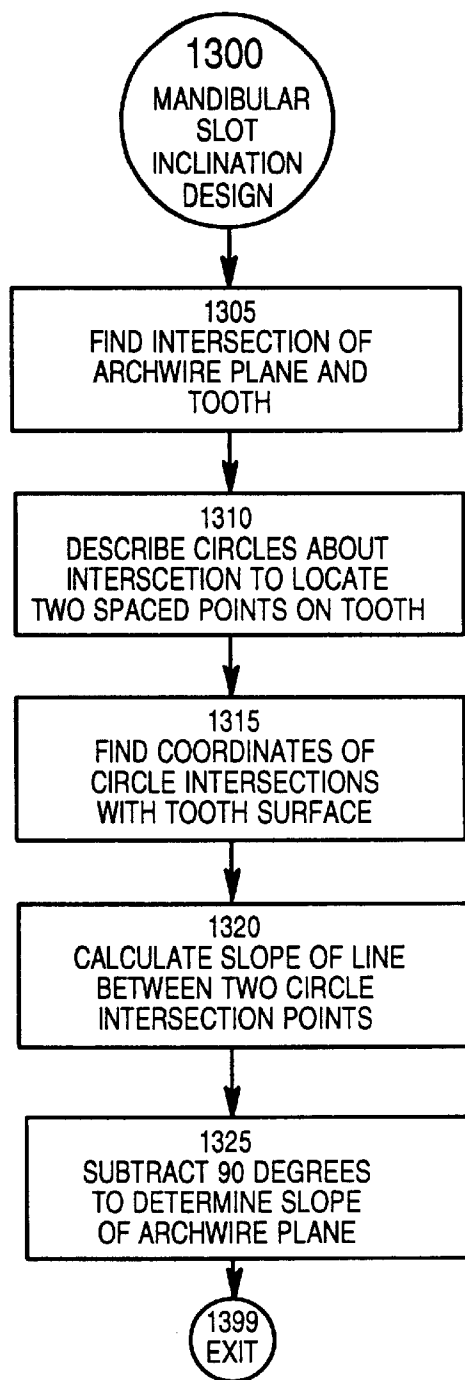 1300
MANDIBULAR
SLOT
INCLINATION
DESIGN
1305
FIND INTERSECTION OF
ARCHWIRE PLANE AND
TOOTH
1310
DESCRIBE CIRCLES ABOUT
INTERSCETION TO LOCATE
TWO SPACED POINTS ON TOOTH
1315
FIND COORDINATES OF
CIRCLE INTERSECTIONS
WITH TOOTH SURFACE
1320
CALCULATE SLOPE OF LINE
BETWEEN TWO CIRCLE
INTERSECTION POINTS
1325
SUBTRACT 90 DEGREES
TO DETERMINE SLOPE
OF ARCHWIRE PLANE
1399
EXIT